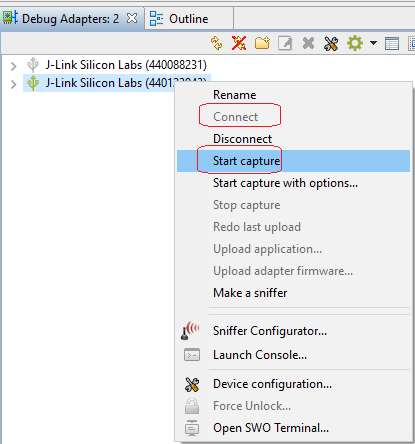 Debug Adapters: 2
Outline
J-Link Silicon Labs (440088231)
J-Link Silicon Labs
Rename
Connect
Disconnect
Start capture
Start capture with options...
Stop capture
Redo last upload
Upload application...
Upload adapter firmware...
Make a sniffer
Sniffer Configurator...
Launch Console...
Device configuration...
Force Unlock...
Open SWO Terminal...